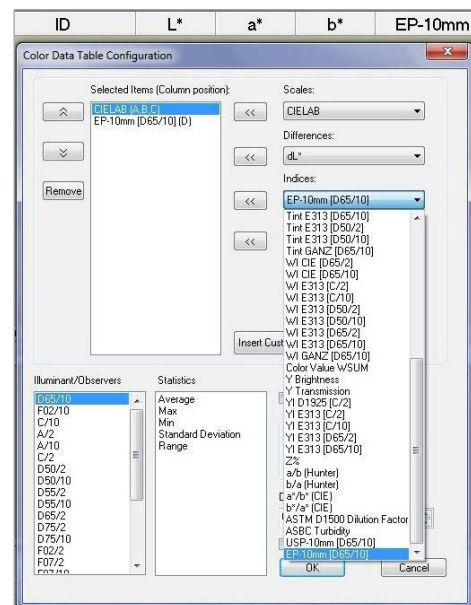 ID L* a* b* EP-10mm
Color Data Table Configuration
Selected Items (Column position):
CIELAB (A,B,C)
EP-10mm [D65/10] (D)
Remove
<<
<<
<<
<<
Scales:
CIELAB
Differences:
dL*
Indices:
EP-10mm [D65/10]
Tint E313 [D65/10]
Tint E313 [D50/2]
Tint E313 [D50/10]
Tint GANZ [D65/10]
WI CIE [D65/2]
WI CIE [D65/10]
WI E313 [C/2]
WI E313 [C/10]
WI E313 [D50/2]
WI E313 [D50/10]
WI E313 [D65/2]
WI E313 [D65/10]
WI GANZ [D65/10]
Color Value WSUM
Y Brightness
Y Transmission
YI D1925 [C/2]
YI E313 [C/2]
YI E313 [C/10]
YI E313 [D65/2]
YI E313 [D65/10]
Z%
a/b (Hunter)
b/a (Hunter)
a*/b* (CIE)
b*/a* (CIE)
ASTM D1500 Dilution Factor
ASBC Turbidity
USP-10mm [D65/10]
EP-10mm [D65/10]
Insert Cust
Illuminant/Observers
D65/10
F02/10
C/10
A/2
A/10
C/2
D50/2
D50/10
D55/2
D55/10
D65/2
D75/2
D75/10
F02/2
F07/2
F07/10
Statistics
Average
Max
Min
Standard Deviation
Range
OK
Cancel